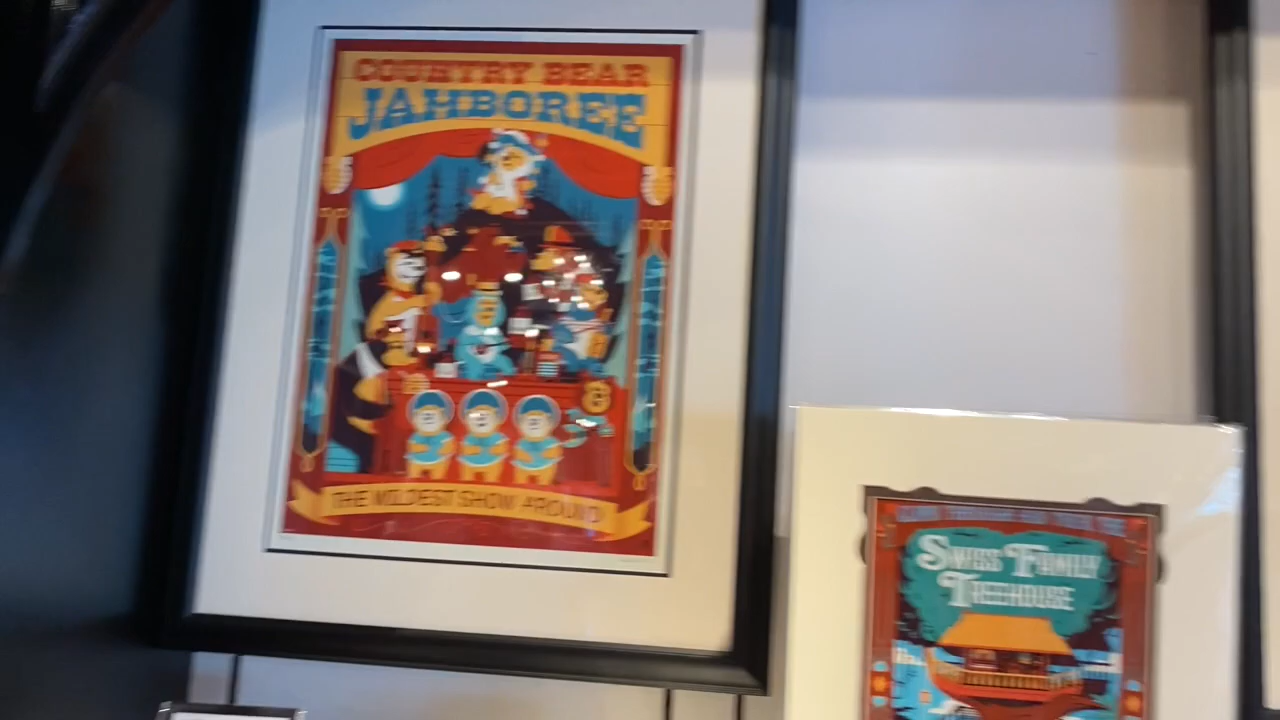 COUNTRY BEAR
JAMBOREE
THE WILDEST SHOW AROUND
SWISS FAMILY
TREEHOUSE